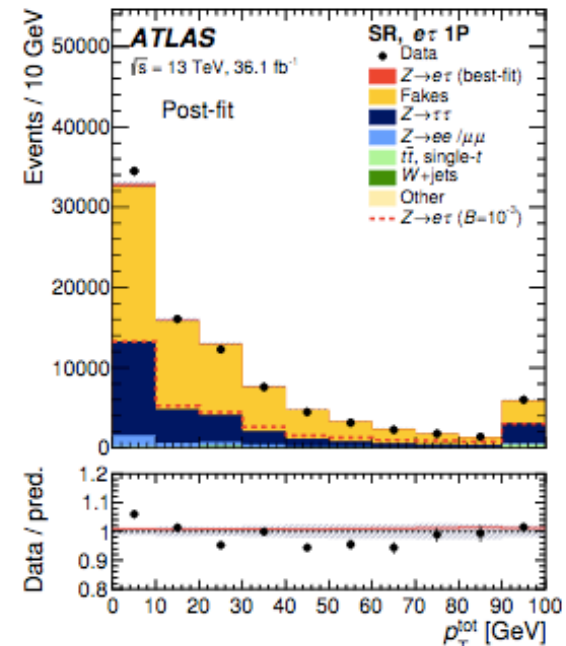 Events / 10 GeV
50000
40000
30000
20000
10000
0
ATLAS
√s = 13 TeV, 36.1 fb⁻¹
Post-fit
SR, eτ 1P
Data
Z→eτ (best-fit)
Fakes
Z→ττ
Z→ee /μμ
tt̄, single-t
W+jets
Other
Z→eτ (B=10⁻³)
Data / pred.
1.2
1.1
1
0.9
0.8
0 10 20 30 40 50 60 70 80 90 100
p_T^tot [GeV]